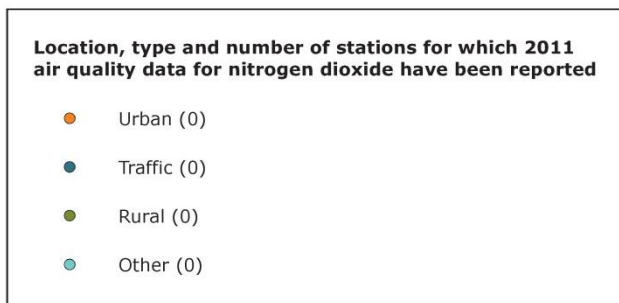 Location, type and number of stations for which 2011
air quality data for nitrogen dioxide have been reported
Urban (0)
Traffic (0)
Rural (0)
Other (0)